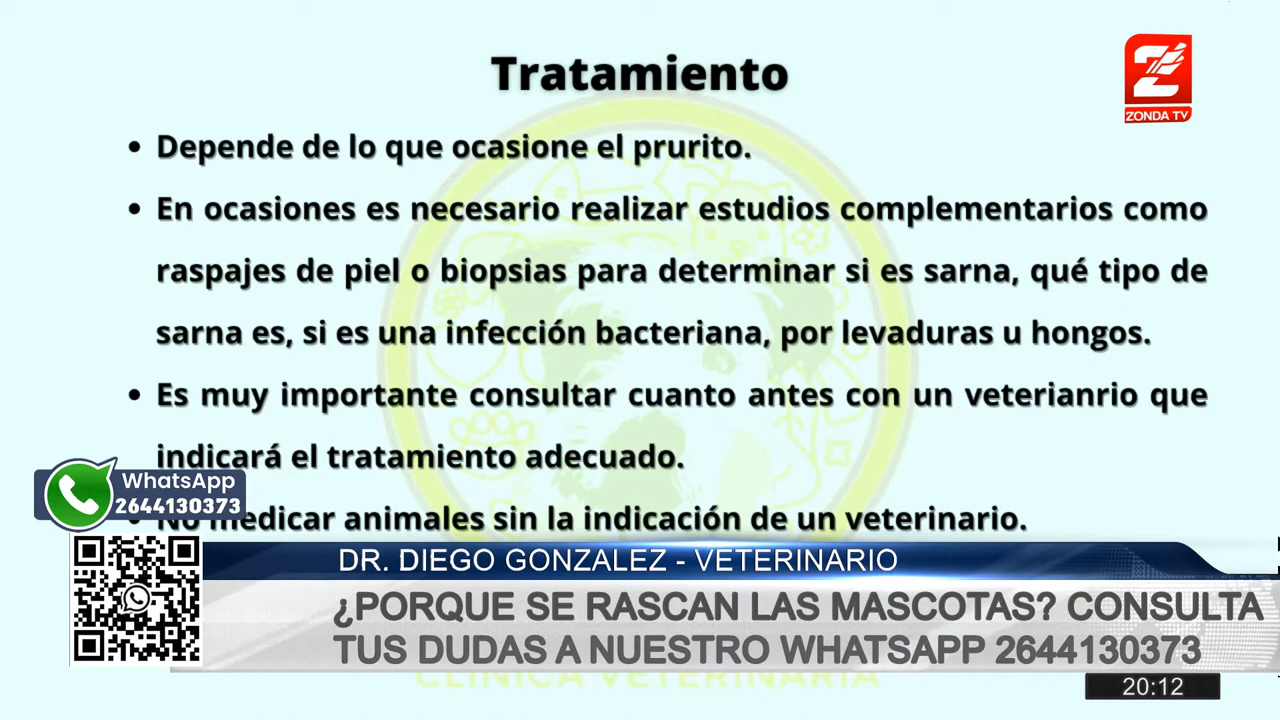 Tratamiento
ZONDA TV
• Depende de lo que ocasione el prurito.
• En ocasiones es necesario realizar estudios complementarios como
raspajes de piel o biopsias para determinar si es sarna, qué tipo de
sarna es, si es una infección bacteriana, por levaduras u hongos.
• Es muy importante consultar cuanto antes con un veterianrio que
indicará el tratamiento adecuado.
WhatsApp
2644130373
• No medicar animales sin la indicación de un veterinario.
DR. DIEGO GONZALEZ - VETERINARIO
¿PORQUE SE RASCAN LAS MASCOTAS? CONSULTA
TUS DUDAS A NUESTRO WHATSAPP 2644130373
CLÍNICA VETERINARIA
20:12